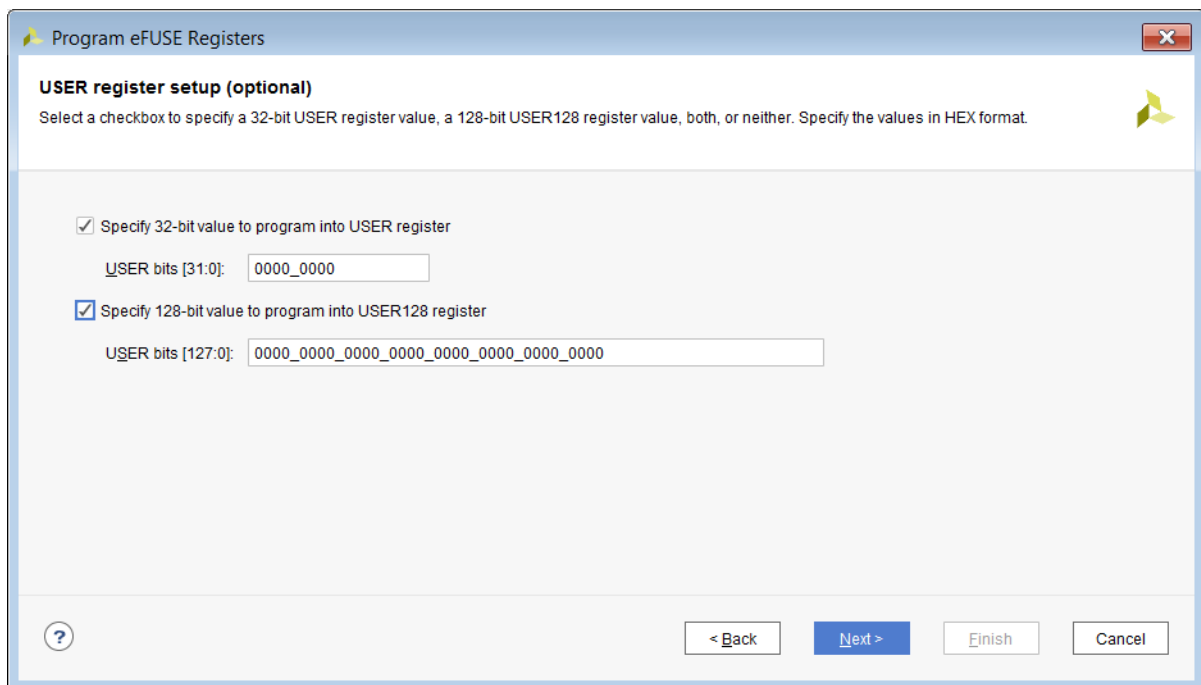 Program eFUSE Registers
USER register setup (optional)
Select a checkbox to specify a 32-bit USER register value, a 128-bit USER128 register value, both, or neither. Specify the values in HEX format.
Specify 32-bit value to program into USER register
USER bits [31:0]: 0000_0000
Specify 128-bit value to program into USER128 register
USER bits [127:0]: 0000_0000_0000_0000_0000_0000_0000_0000
? < Back Next > Finish Cancel